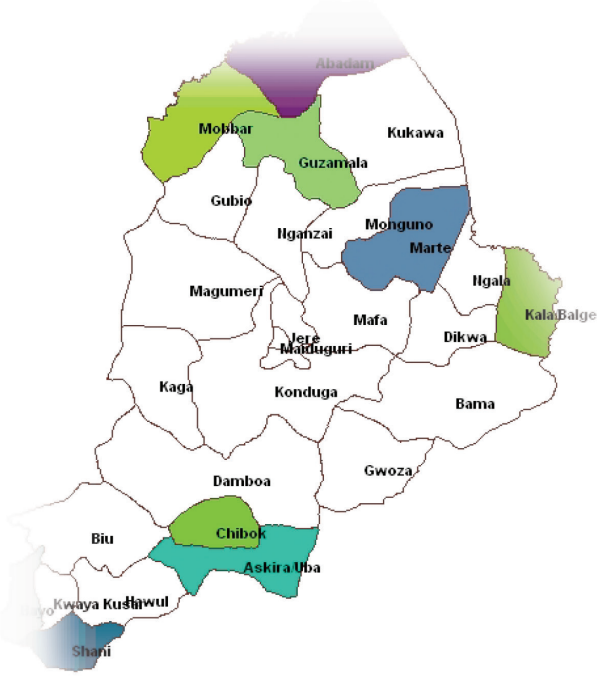 Abadam
Mobbar
Kukawa
Guzamala
Gubio
Monguno
Nganzai
Marte
Ngala
Magumeri
Kala/Balge
Mafa
Jere
Dikwa
Maiduguri
Kaga
Konduga
Bama
Gwoza
Damboa
Chibok
Biu
Askira/Uba
Hawul
Kwaya Kusar
Shani